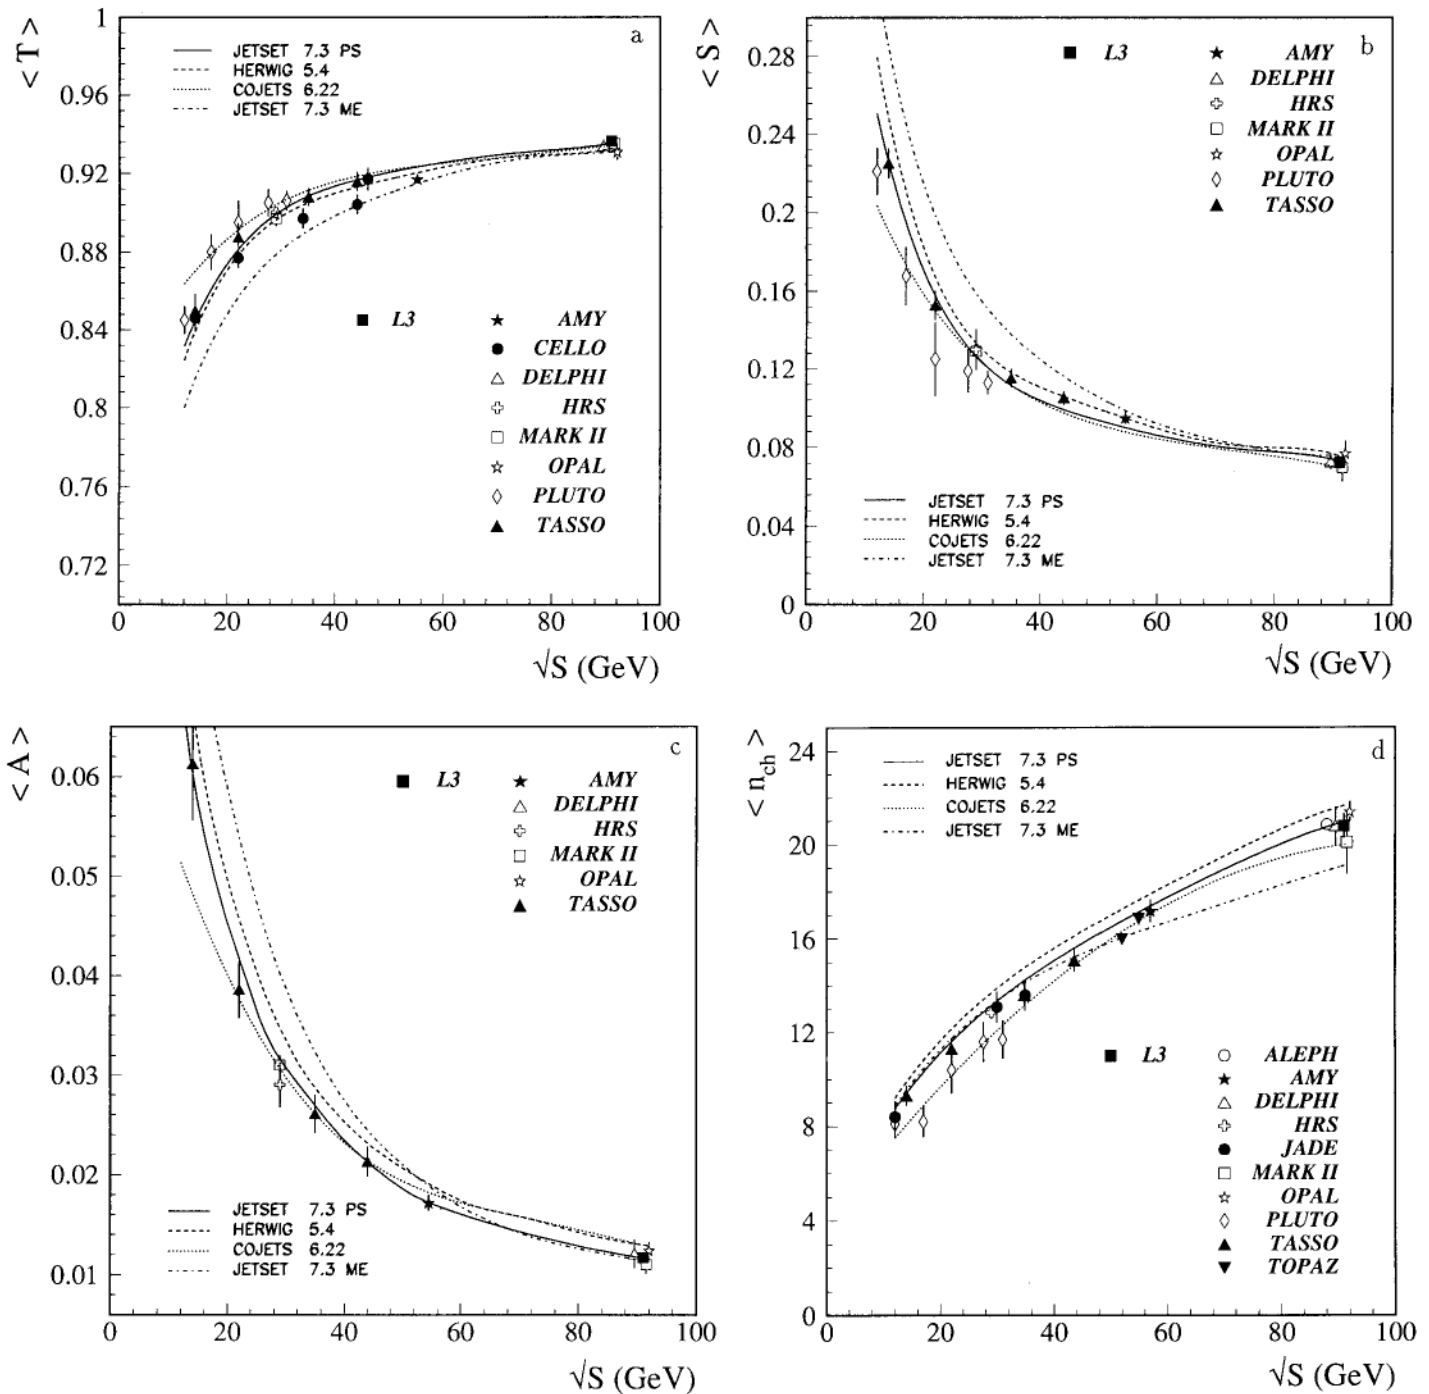 < T >
a
JETSET 7.3 PS
HERWIG 5.4
COJETS 6.22
JETSET 7.3 ME
1
0.96
0.92
0.88
0.84
0.8
0.76
0.72
L3
AMY
CELLO
DELPHI
HRS
MARK II
OPAL
PLUTO
TASSO
0 20 40 60 80 100
√S (GeV)
< S >
b
0.28
0.24
0.2
0.16
0.12
0.08
0.04
0
L3
AMY
DELPHI
HRS
MARK II
OPAL
PLUTO
TASSO
JETSET 7.3 PS
HERWIG 5.4
COJETS 6.22
JETSET 7.3 ME
0 20 40 60 80 100
√S (GeV)
< A >
c
0.06
0.05
0.04
0.03
0.02
0.01
L3
AMY
DELPHI
HRS
MARK II
OPAL
TASSO
JETSET 7.3 PS
HERWIG 5.4
COJETS 6.22
JETSET 7.3 ME
0 20 40 60 80 100
√S (GeV)
< n_ch >
d
JETSET 7.3 PS
HERWIG 5.4
COJETS 6.22
JETSET 7.3 ME
24
20
16
12
8
4
0
L3
ALEPH
AMY
DELPHI
HRS
JADE
MARK II
OPAL
PLUTO
TASSO
TOPAZ
0 20 40 60 80 100
√S (GeV)